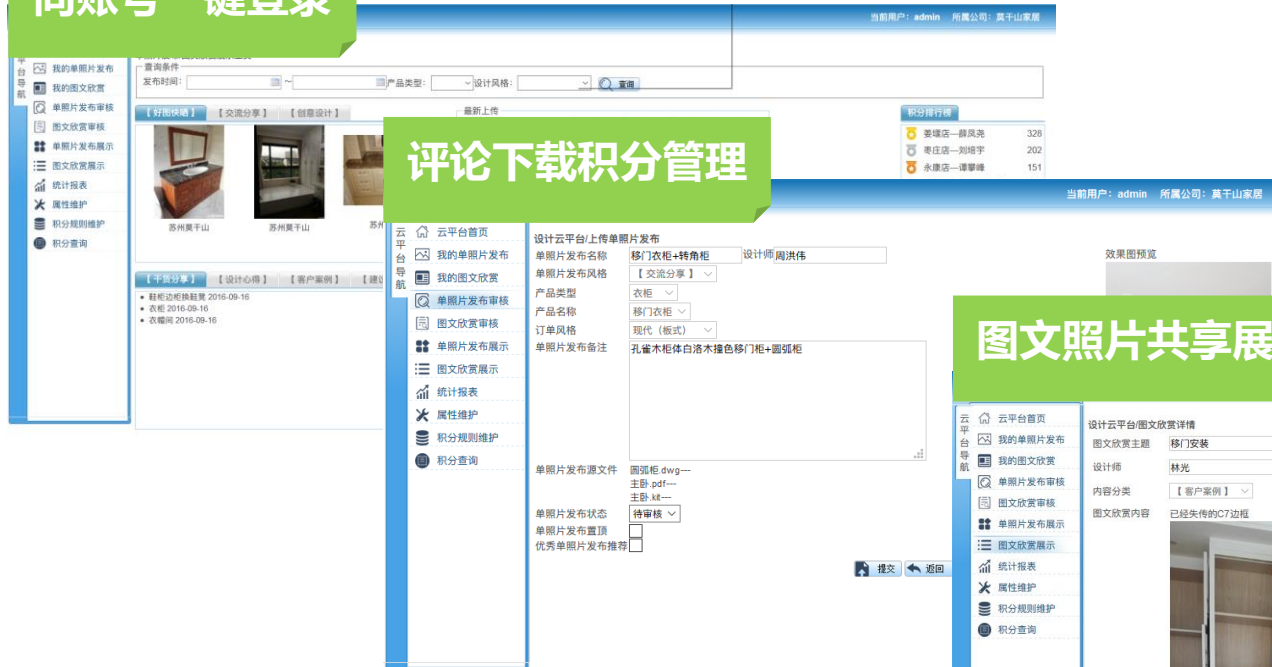 同账号一键登录
当前用户：admin 所属公司：莫干山家居
云平台导航
我的单照片发布
我的图文欣赏
单照片发布审核
图文欣赏审核
单照片发布展示
图文欣赏展示
统计报表
属性维护
积分规则维护
积分查询
查询条件
发布时间： ~ 产品类型： 设计风格： 查询
【好图快晒】 【交流分享】 【创意设计】
最新上传
积分排行榜
姜堰店—薛凤尧 328
枣庄店—刘培宇 202
永康店—谭攀峰 151
苏州莫干山 苏州莫干山
【干货分享】 【设计心得】 【客户案例】
鞋柜边柜换鞋凳 2016-09-16
衣柜 2016-09-16
衣帽间 2016-09-16
评论下载积分管理
当前用户：admin 所属公司：莫干山家居
云平台导航
云平台首页
我的单照片发布
我的图文欣赏
单照片发布审核
图文欣赏审核
单照片发布展示
图文欣赏展示
统计报表
属性维护
积分规则维护
积分查询
设计云平台/上传单照片发布
单照片发布名称 移门衣柜+转角柜 设计师 周洪伟
单照片发布风格 【交流分享】
产品类型 衣柜
产品名称 移门衣柜
订单风格 现代（板式）
单照片发布备注 孔雀木柜体白洛木撞色移门柜+圆弧柜
单照片发布源文件 圆弧柜.dwg---
主卧.pdf---
主卧.kit---
单照片发布状态 待审核
单照片发布置顶
优秀单照片发布推荐
提交 返回
效果图预览
图文照片共享展
云平台导航
云平台首页
我的单照片发布
我的图文欣赏
单照片发布审核
图文欣赏审核
单照片发布展示
图文欣赏展示
统计报表
属性维护
积分规则维护
积分查询
设计云平台/图文欣赏详情
图文欣赏主题 移门安装
设计师 林光
内容分类 【客户案例】
图文欣赏内容 已经失传的C7边框